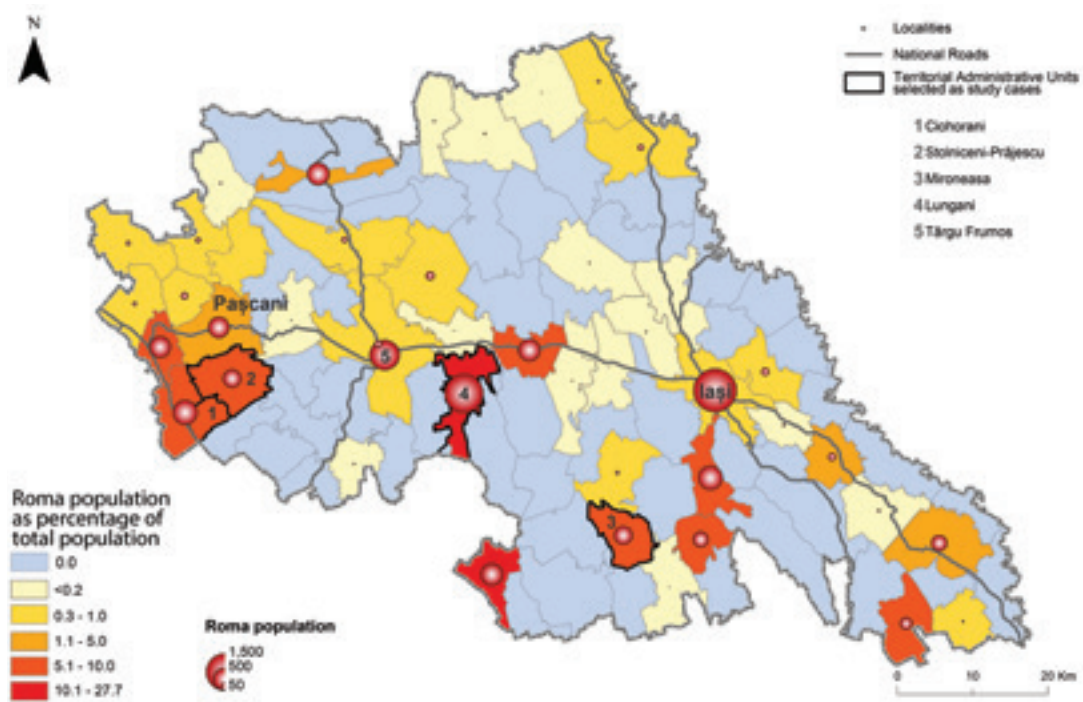 N
Localities
National Roads
Territorial Administrative Units
selected as study cases
1 Ciohorani
2 Stolniceni-Prăjescu
3 Mironeasa
4 Lungani
5 Târgu Frumos
Pașcani
5
2
4
Iași
1
3
Roma population
as percentage of
total population
0.0
<0.2
0.3 - 1.0
1.1 - 5.0
5.1 - 10.0
10.1 - 27.7
Roma population
1,500
500
50
0 10 20 Km